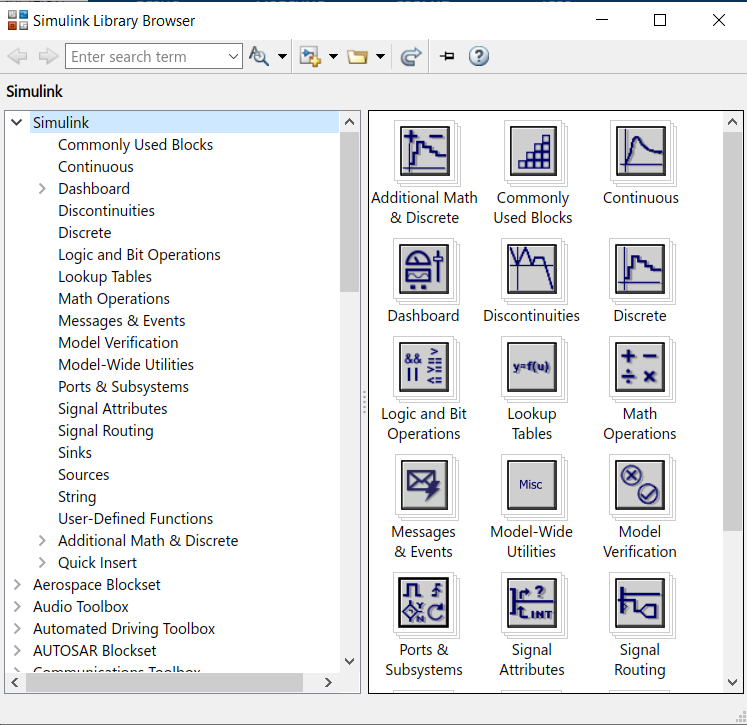 Simulink Library Browser
Enter search term
Simulink
Simulink
Commonly Used Blocks
Continuous
Dashboard
Discontinuities
Discrete
Logic and Bit Operations
Lookup Tables
Math Operations
Messages & Events
Model Verification
Model-Wide Utilities
Ports & Subsystems
Signal Attributes
Signal Routing
Sinks
Sources
String
User-Defined Functions
Additional Math & Discrete
Quick Insert
Aerospace Blockset
Audio Toolbox
Automated Driving Toolbox
AUTOSAR Blockset
Communications Toolbox
Additional Math
& Discrete
Commonly
Used Blocks
Continuous
Dashboard
Discontinuities
Discrete
&& >
==
|| >=
<=
Logic and Bit
Operations
y=f(u)
Lookup
Tables
+ −
÷ ×
Math
Operations
Messages
& Events
Misc
Model-Wide
Utilities
Model
Verification
Y
N
Ports &
Subsystems
?
INT
Signal
Attributes
Signal
Routing